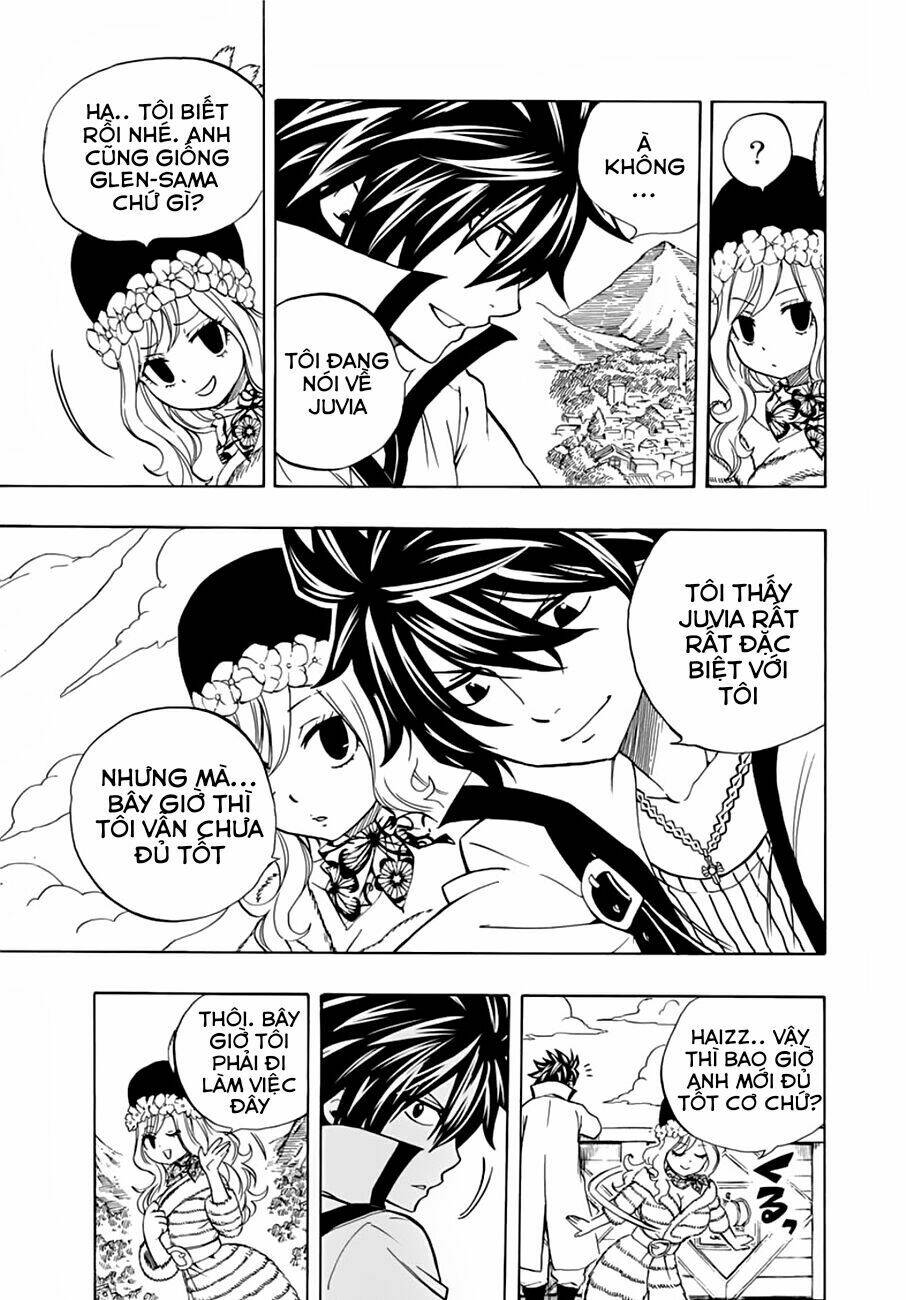 ?
À
KHÔNG
...
TÔI ĐANG
NÓI VỀ
JUVIA
HA.. TÔI BIẾT
RỒI NHÉ. ANH
CŨNG GIỐNG
GLEN-SAMA
CHỨ GÌ?
TÔI THẤY
JUVIA RẤT
RẤT ĐẶC
BIỆT VỚI
TÔI
NHƯNG MÀ...
BÂY GIỜ THÌ
TÔI VẪN CHƯA
ĐỦ TỐT
HAIZZ.. VẬY
THÌ BAO GIỜ
ANH MỚI ĐỦ
TỐT CƠ CHỨ?
くるっ
THÔI. BÂY
GIỜ TÔI
PHẢI ĐI
LÀM VIỆC
ĐÂY